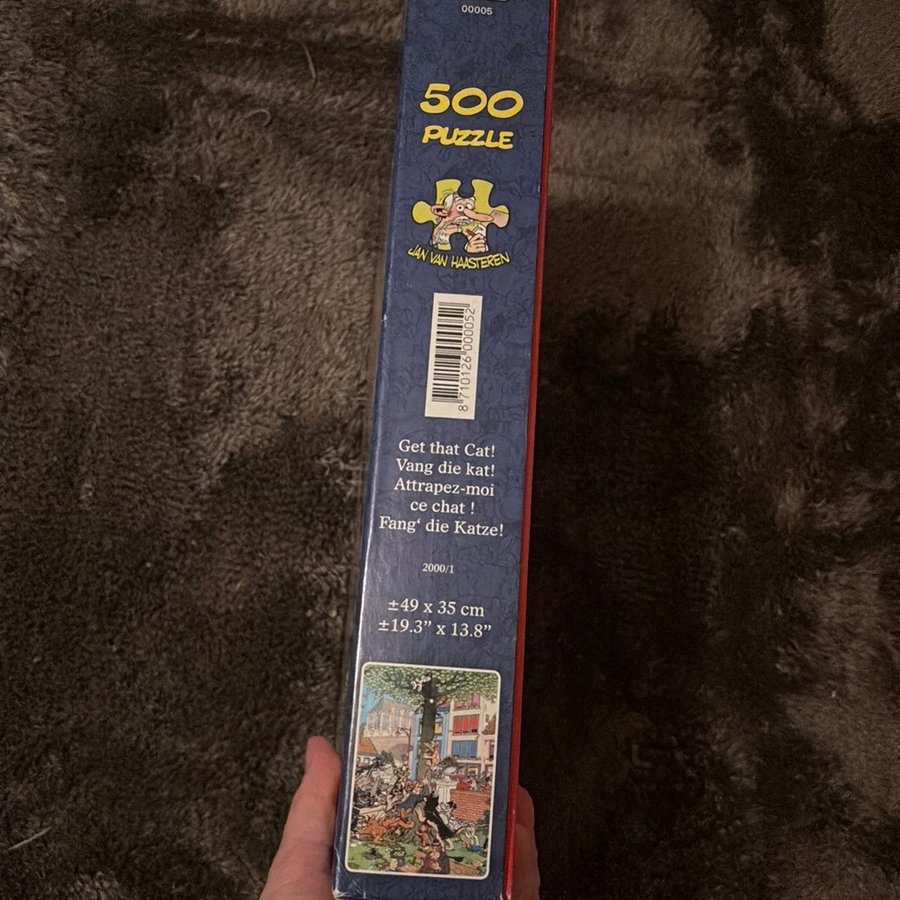 00005
500
PUZZLE
JAN VAN HAASTEREN
8 710126 000052
Get that Cat!
Vang die kat!
Attrapez-moi
ce chat !
Fang‘ die Katze!
2000/1
±49 x 35 cm
±19.3” x 13.8”